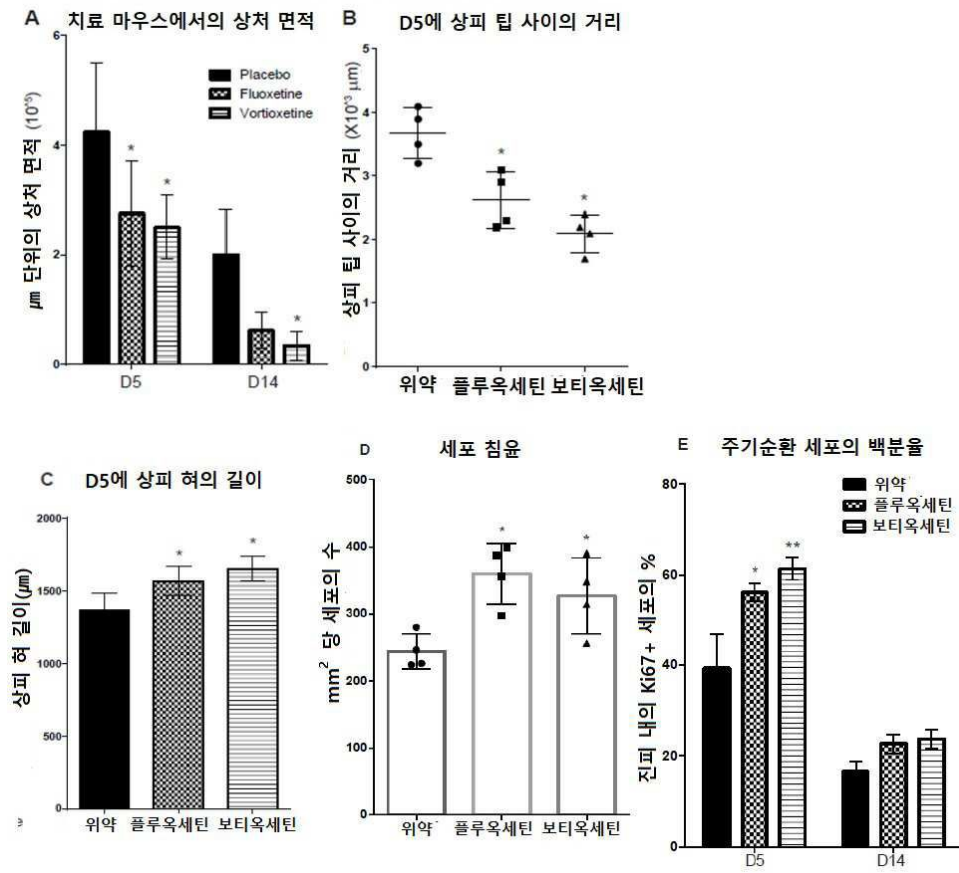 A 치료 마우스에서의 상처 면적
μm 단위의 상처 면적 (10^-5)
6
4
2
0
Placebo
Fluoxetine
Vortioxetine
*
*
*
D5
D14
B D5에 상피 팁 사이의 거리
상피 팁 사이의 거리 (X10^-3 μm)
5
4
3
2
1
0
*
*
위약
플루옥세틴
보티옥세틴
C D5에 상피 혀의 길이
상피 혀 길이(μm)
2000
1500
1000
500
0
*
*
위약
플루옥세틴
보티옥세틴
D 세포 침윤
mm² 당 세포의 수
500
400
300
200
100
0
*
*
위약
플루옥세틴
보티옥세틴
E 주기순환 세포의 백분율
진피 내의 Ki67+ 세포의 %
80
60
40
20
0
위약
플루옥세틴
보티옥세틴
*
**
D5
D14